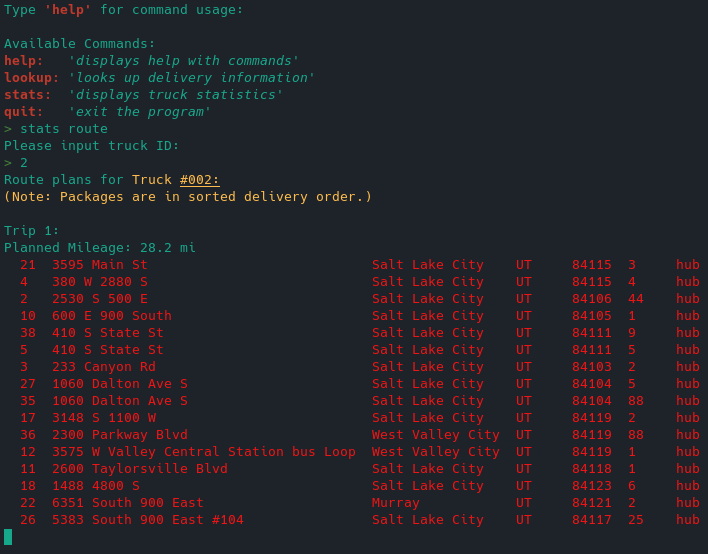 Type 'help' for command usage:
Available Commands:
help: 'displays help with commands'
lookup: 'looks up delivery information'
stats: 'displays truck statistics'
quit: 'exit the program'
> stats route
Please input truck ID:
> 2
Route plans for Truck #002:
(Note: Packages are in sorted delivery order.)
Trip 1:
Planned Mileage: 28.2 mi
21 3595 Main St Salt Lake City UT 84115 3 hub
4 380 W 2880 S Salt Lake City UT 84115 4 hub
2 2530 S 500 E Salt Lake City UT 84106 44 hub
10 600 E 900 South Salt Lake City UT 84105 1 hub
38 410 S State St Salt Lake City UT 84111 9 hub
5 410 S State St Salt Lake City UT 84111 5 hub
3 233 Canyon Rd Salt Lake City UT 84103 2 hub
27 1060 Dalton Ave S Salt Lake City UT 84104 5 hub
35 1060 Dalton Ave S Salt Lake City UT 84104 88 hub
17 3148 S 1100 W Salt Lake City UT 84119 2 hub
36 2300 Parkway Blvd West Valley City UT 84119 88 hub
12 3575 W Valley Central Station bus Loop West Valley City UT 84119 1 hub
11 2600 Taylorsville Blvd Salt Lake City UT 84118 1 hub
18 1488 4800 S Salt Lake City UT 84123 6 hub
22 6351 South 900 East Murray UT 84121 2 hub
26 5383 South 900 East #104 Salt Lake City UT 84117 25 hub